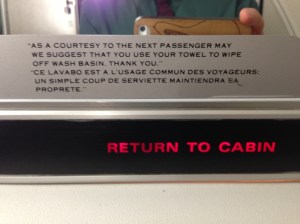 "AS A COURTESY TO THE NEXT PASSENGER MAY
WE SUGGEST THAT YOU USE YOUR TOWEL TO WIPE
OFF WASH BASIN. THANK YOU."
"CE LAVABO EST A L'USAGE COMMUN DES VOYAGEURS:
UN SIMPLE COUP DE SERVIETTE MAINTIENDRA SA
PROPRETE."
RETURN TO CABIN